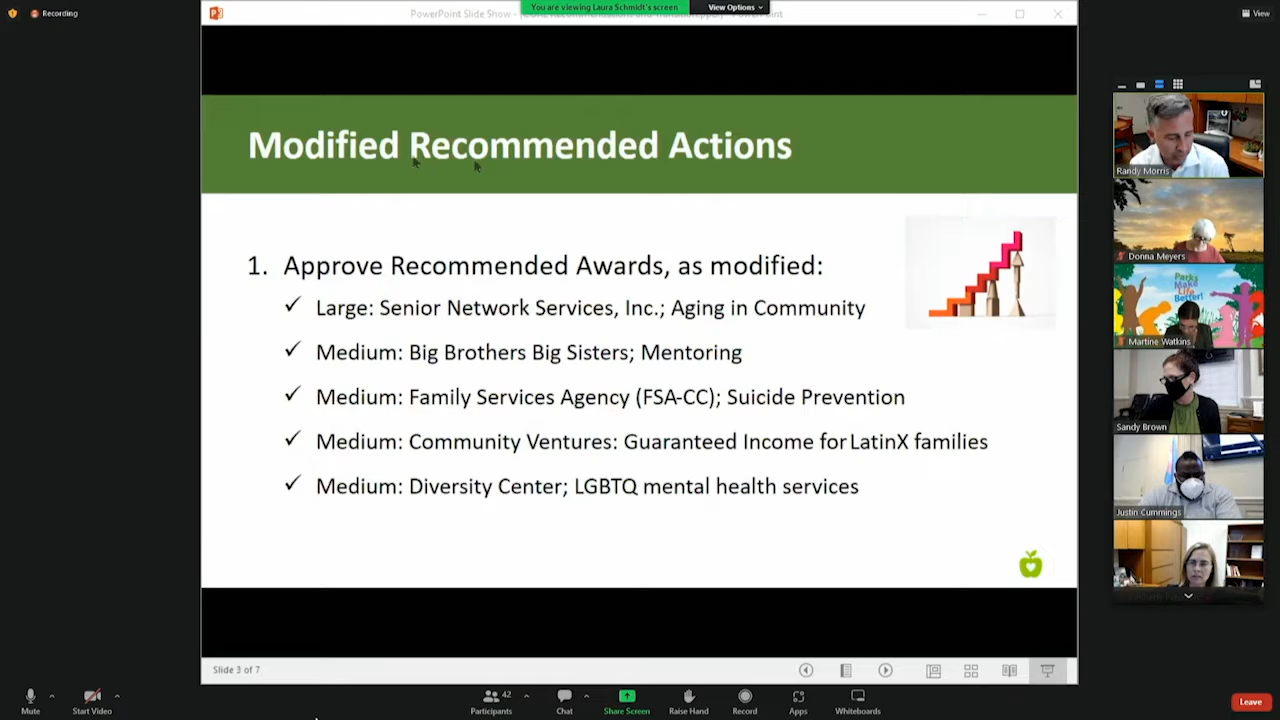 Recording
PowerPoint Slide Show -
You are viewing Laura Schmidt's screen
View Options
View
Modified Recommended Actions
1. Approve Recommended Awards, as modified:
✓ Large: Senior Network Services, Inc.; Aging in Community
✓ Medium: Big Brothers Big Sisters; Mentoring
✓ Medium: Family Services Agency (FSA-CC); Suicide Prevention
✓ Medium: Community Ventures: Guaranteed Income for LatinX families
✓ Medium: Diversity Center; LGBTQ mental health services
Slide 3 of 7
Randy Morris
Donna Meyers
Parks
Make
Life
Better!
Martine Watkins
Sandy Brown
Justin Cummings
Mute
Start Video
42
Participants
Chat
Share Screen
Raise Hand
Record
Apps
Whiteboards
Leave